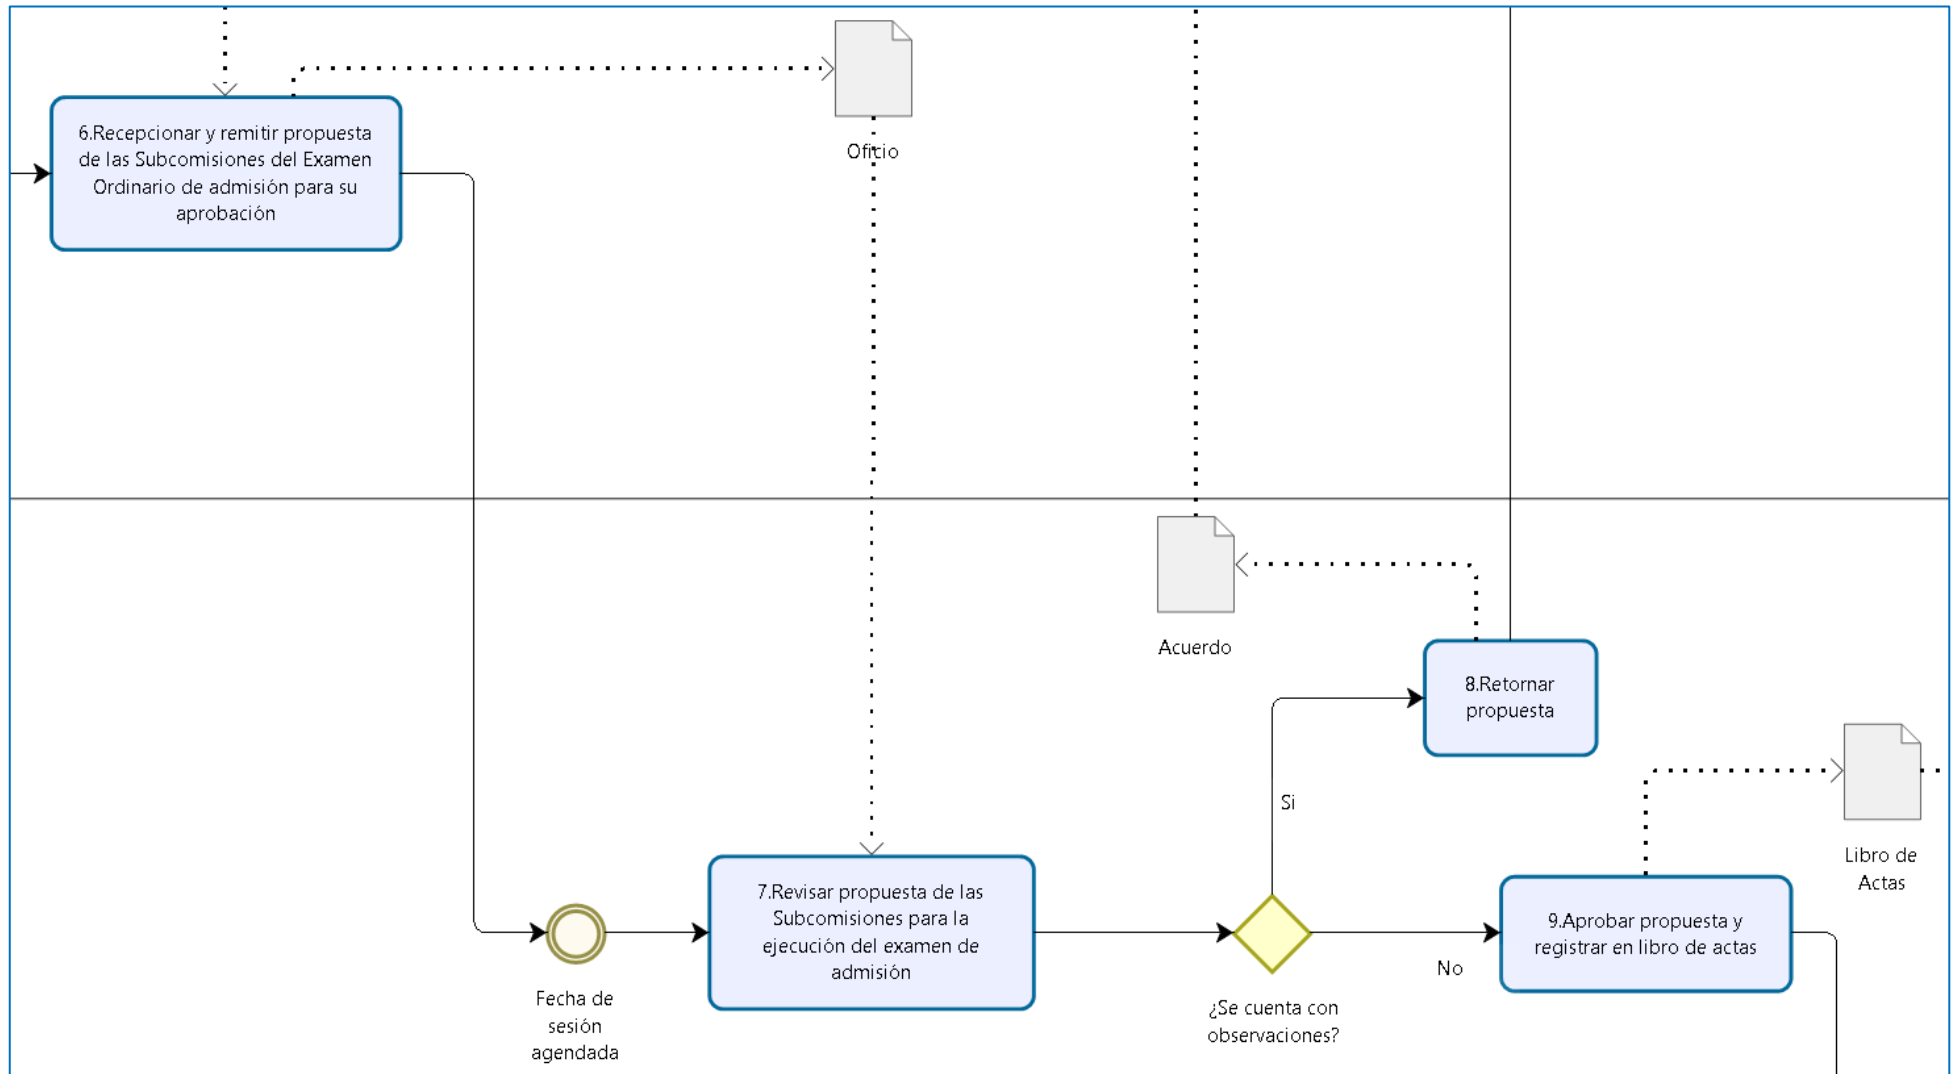 6.Recepcionar y remitir propuesta
de las Subcomisiones del Examen
Ordinario de admisión para su
aprobación
Oficio
Acuerdo
8.Retornar
propuesta
Si
Libro de
Actas
7.Revisar propuesta de las
Subcomisiones para la
ejecución del examen de
admisión
9.Aprobar propuesta y
registrar en libro de actas
No
Fecha de
sesión
agendada
¿Se cuenta con
observaciones?